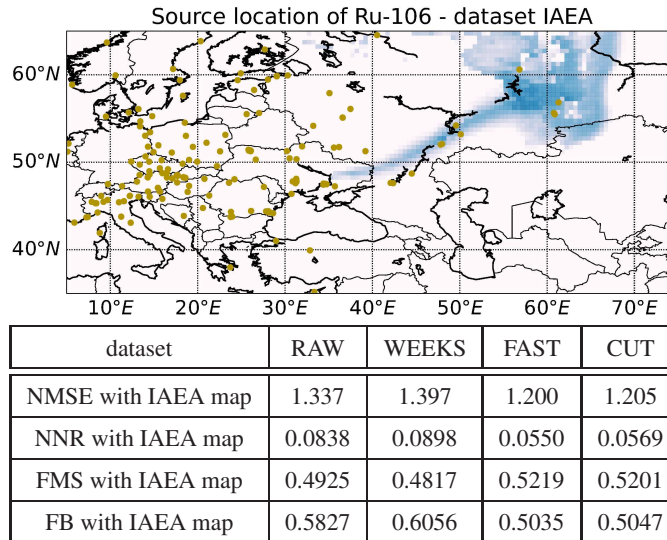 Source location of Ru-106 - dataset IAEA
60°N
50°N
40°N
10°E 20°E 30°E 40°E 50°E 60°E 70°E
dataset RAW WEEKS FAST CUT
NMSE with IAEA map 1.337 1.397 1.200 1.205
NNR with IAEA map 0.0838 0.0898 0.0550 0.0569
FMS with IAEA map 0.4925 0.4817 0.5219 0.5201
FB with IAEA map 0.5827 0.6056 0.5035 0.5047